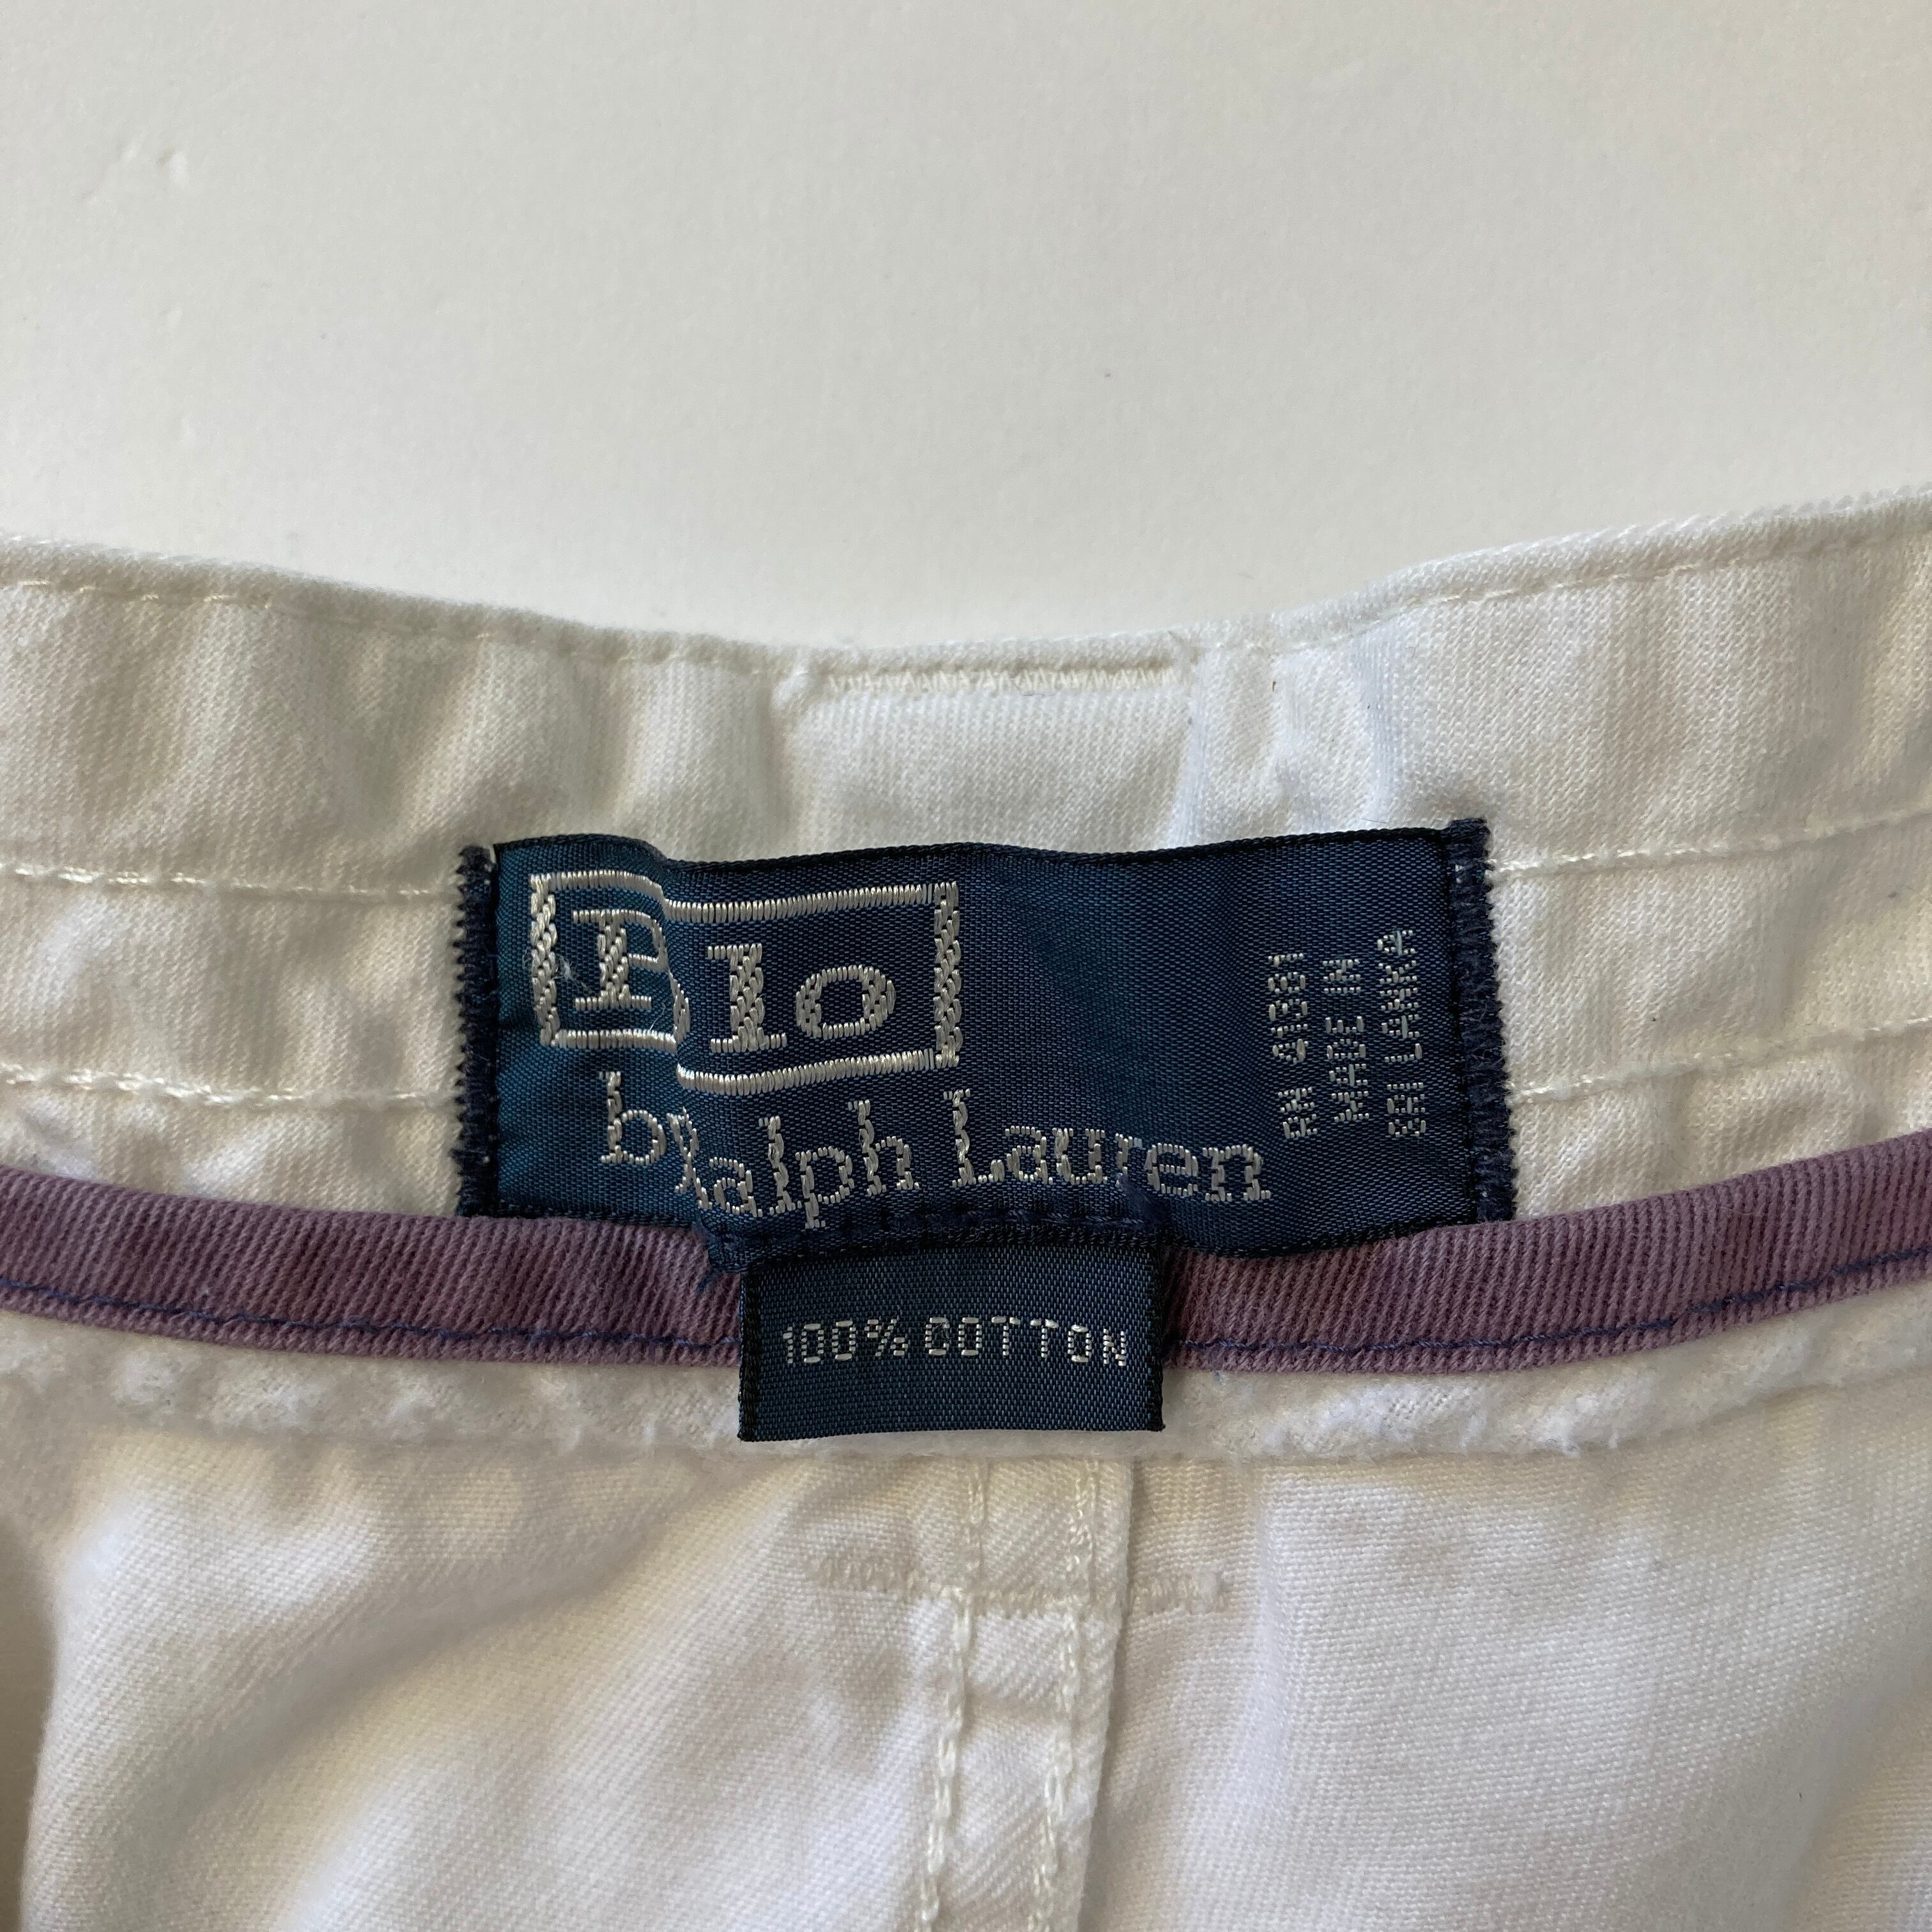 Polo
by Ralph Lauren
RN 41381
MADE IN
SRI LANKA
100% COTTON